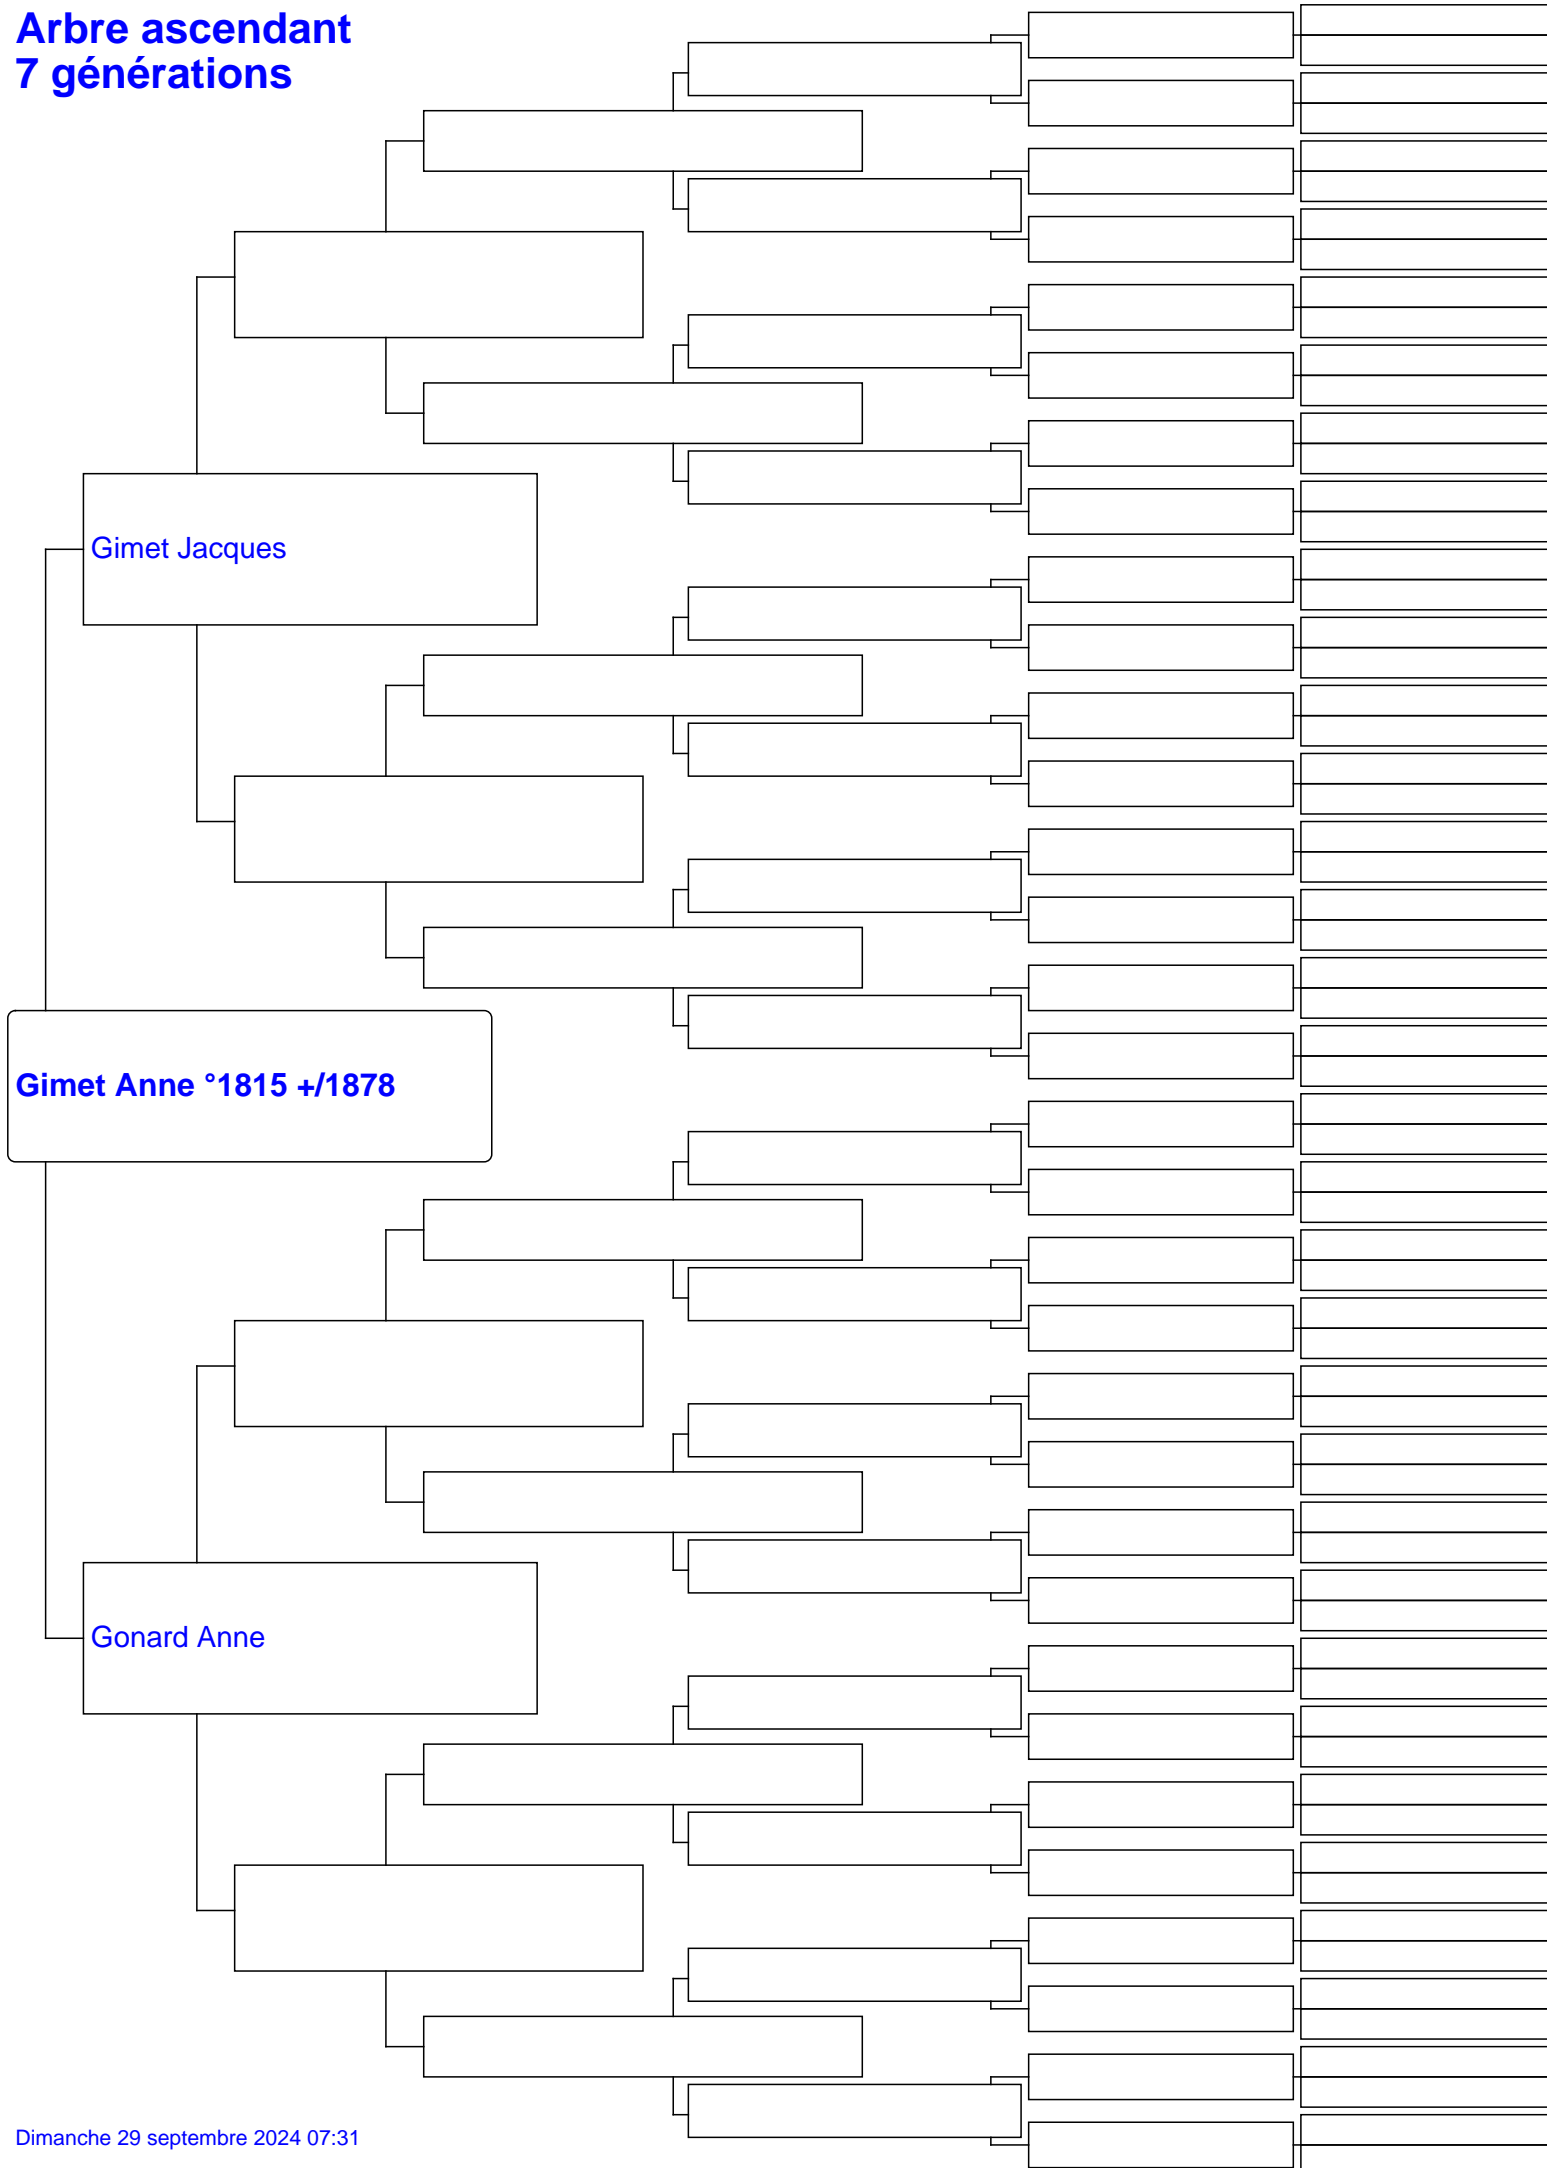 Arbre ascendant
7 générations
Gimet Jacques
Gimet Anne °1815 +/1878
Gonard Anne
Dimanche 29 septembre 2024 07:31